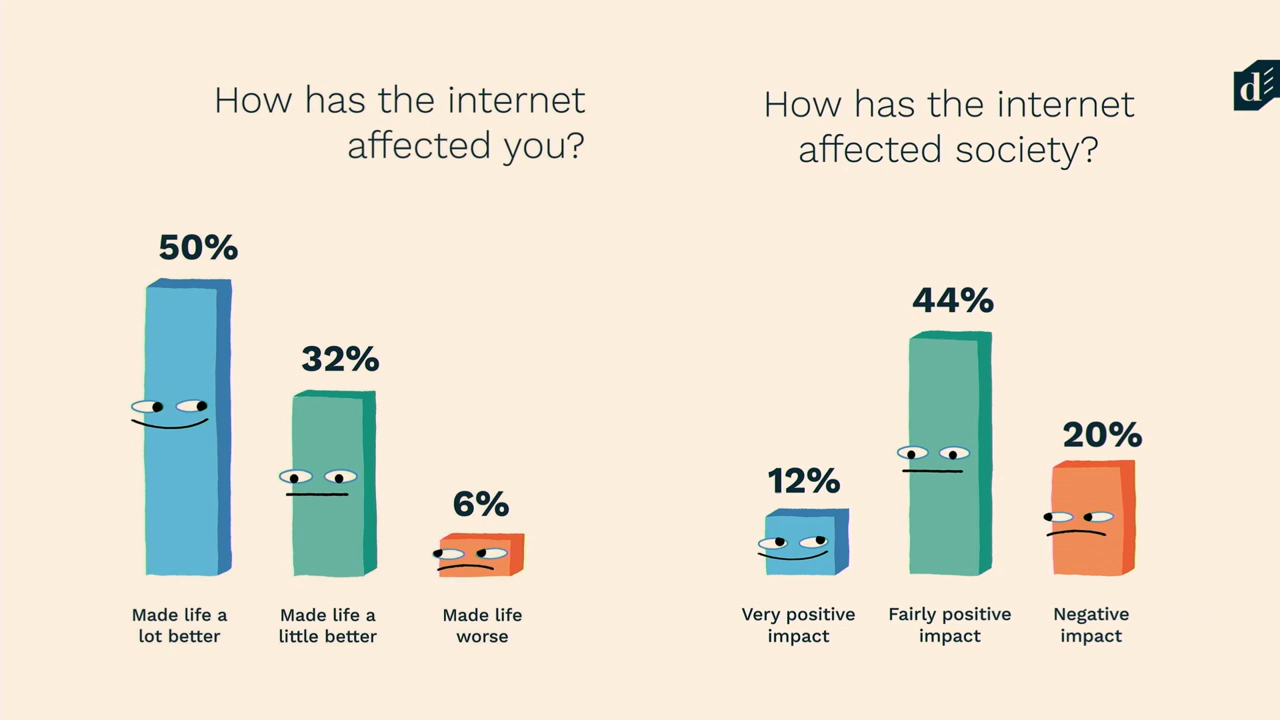 How has the internet
affected you?
50%
32%
6%
Made life a
lot better
Made life a
little better
Made life
worse
How has the internet
affected society?
12%
44%
20%
Very positive
impact
Fairly positive
impact
Negative
impact
d